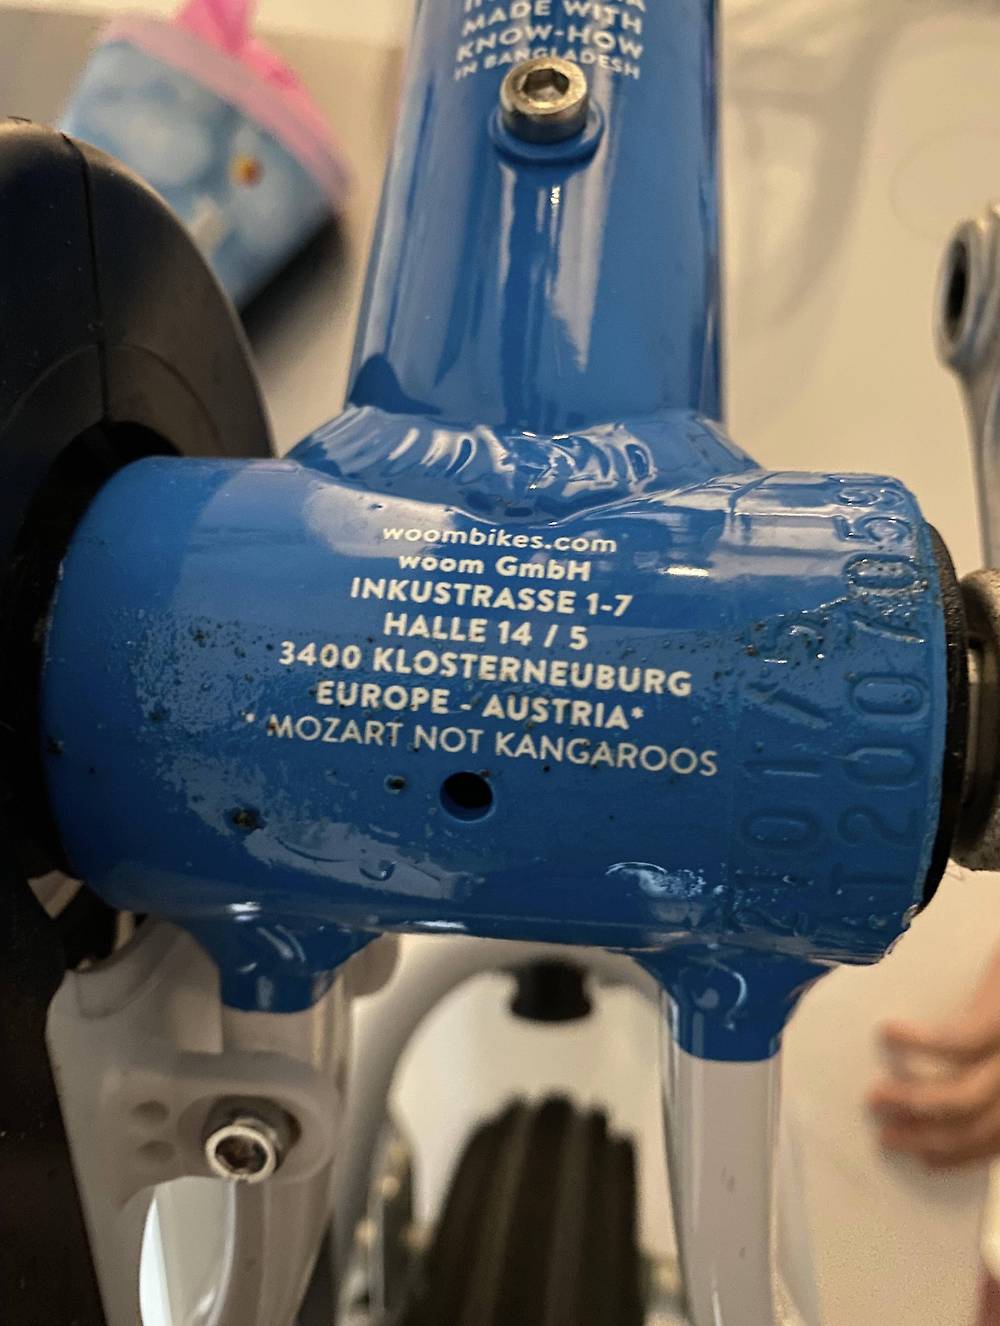 MADE WITH
KNOW-HOW
IN BANGLADESH
woombikes.com
woom GmbH
INKUSTRASSE 1-7
HALLE 14 / 5
3400 KLOSTERNEUBURG
EUROPE - AUSTRIA*
* MOZART NOT KANGAROOS